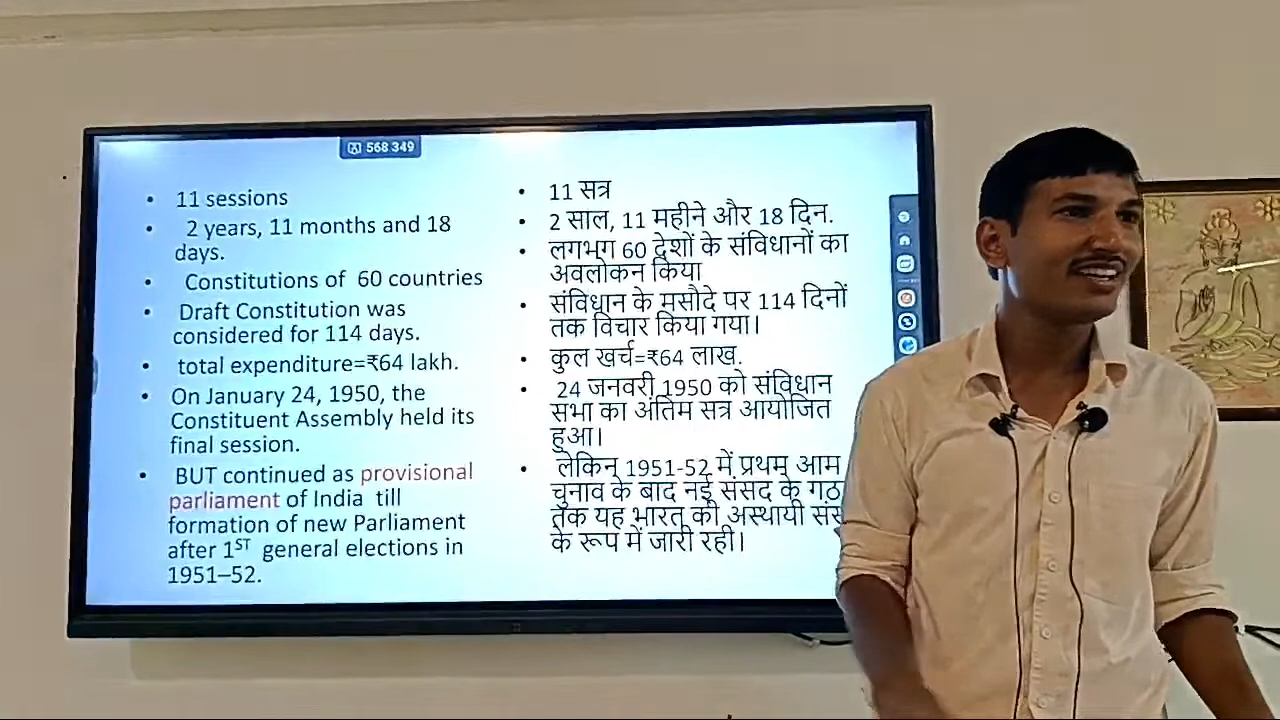 568 349
• 11 sessions
• 2 years, 11 months and 18
days.
• Constitutions of 60 countries
• Draft Constitution was
considered for 114 days.
• total expenditure=₹64 lakh.
• On January 24, 1950, the
Constituent Assembly held its
final session.
• BUT continued as provisional
parliament of India till
formation of new Parliament
after 1ST general elections in
1951–52.
• 11 सत्र
• 2 साल, 11 महीने और 18 दिन.
• लगभग 60 देशों के संविधानों का
अवलोकन किया
• संविधान के मसौदे पर 114 दिनों
तक विचार किया गया।
• कुल खर्च=₹64 लाख.
• 24 जनवरी 1950 को संविधान
सभा का अंतिम सत्र आयोजित
हुआ।
• लेकिन 1951-52 में प्रथम आम
चुनाव के बाद नई संसद के
तक यह भारत की अस्थायी
के रूप में जारी रही।